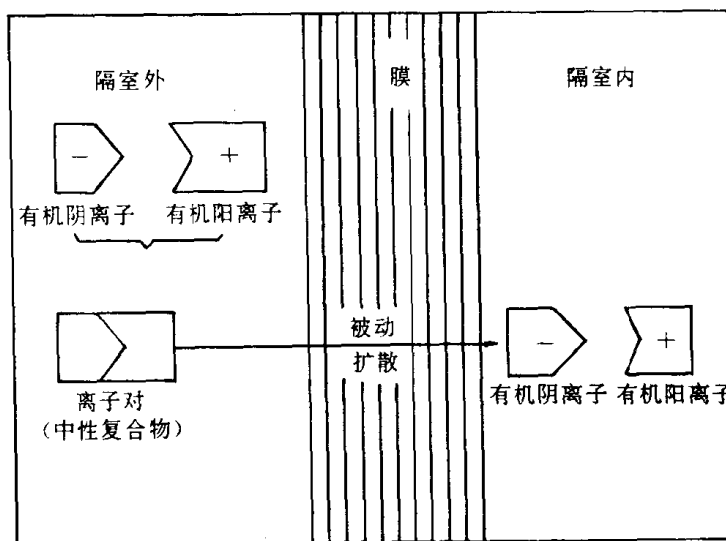 隔室外
膜
隔室内
−
+
有机阴离子
有机阳离子
被动
扩散
−
+
有机阴离子
有机阳离子
离子对
(中性复合物)